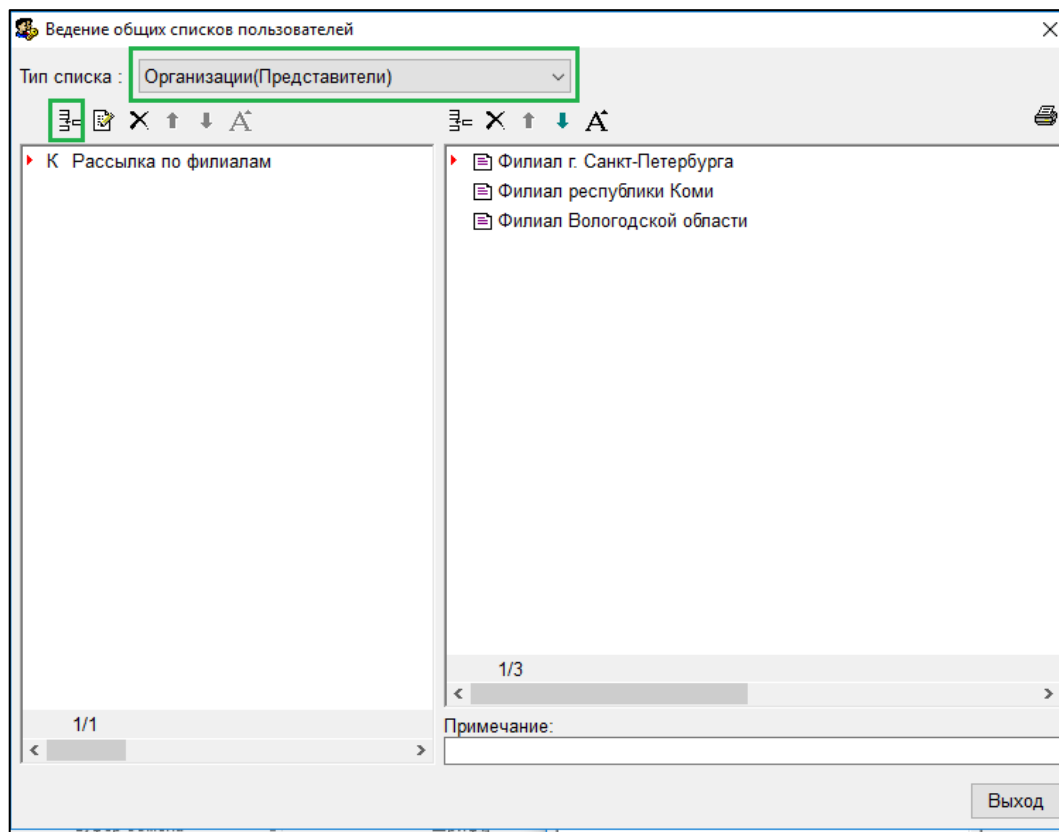 Ведение общих списков пользователей
Тип списка : Организации(Представители)
К Рассылка по филиалам
1/1
Филиал г. Санкт-Петербурга
Филиал республики Коми
Филиал Вологодской области
1/3
Примечание:
Выход